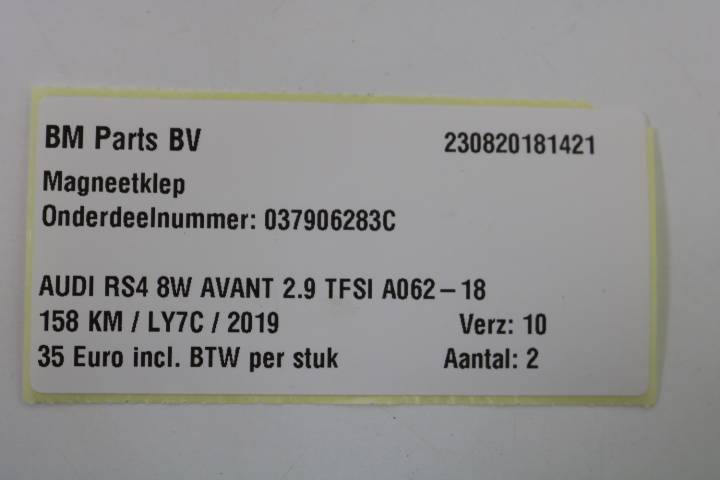 BM Parts BV 230820181421
Magneetklep
Onderdeelnummer: 037906283C
AUDI RS4 8W AVANT 2.9 TFSI A062-18
158 KM / LY7C / 2019 Verz: 10
35 Euro incl. BTW per stuk Aantal: 2